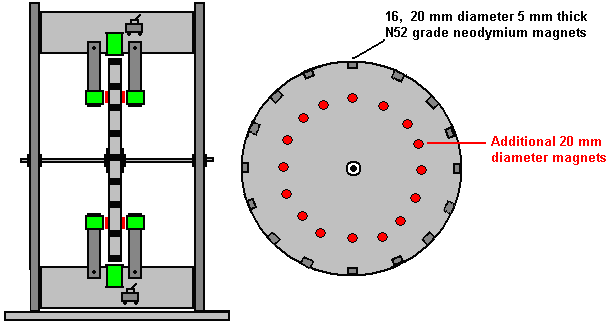 16, 20 mm diameter 5 mm thick
N52 grade neodymium magnets
Additional 20 mm
diameter magnets